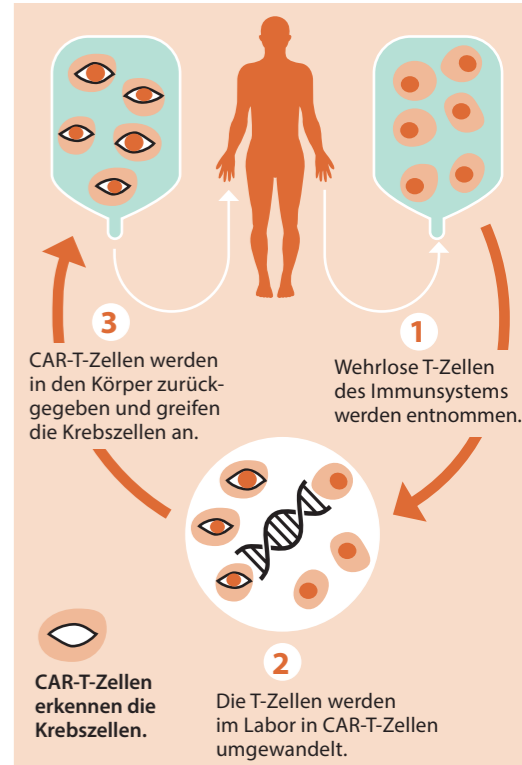 1
Wehrlose T-Zellen
des Immunsystems
werden entnommen.
2
Die T-Zellen werden
im Labor in CAR-T-Zellen
umgewandelt.
3
CAR-T-Zellen werden
in den Körper zurück-
gegeben und greifen
die Krebszellen an.
CAR-T-Zellen
erkennen die
Krebszellen.